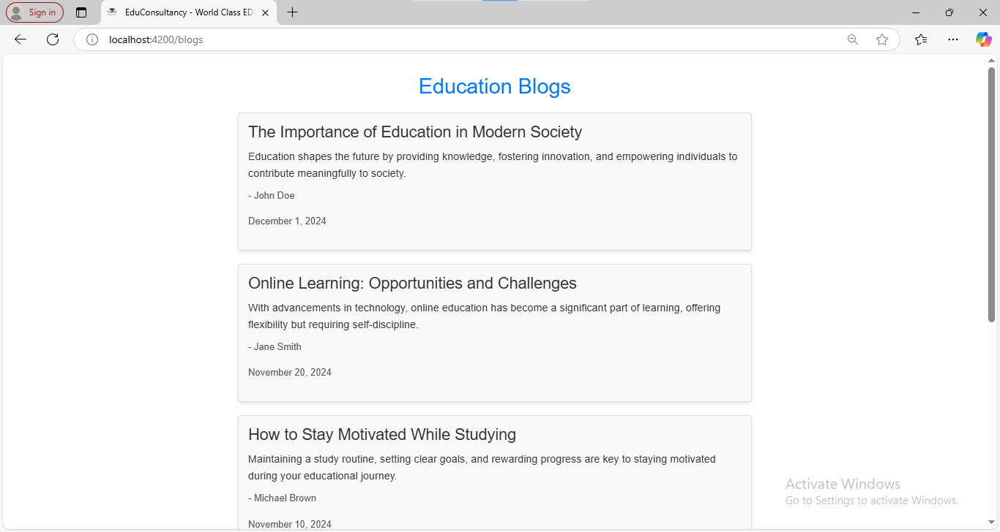 Sign in
EduConsultancy - World Class ED
localhost:4200/blogs
Education Blogs
The Importance of Education in Modern Society
Education shapes the future by providing knowledge, fostering innovation, and empowering individuals to
contribute meaningfully to society.
- John Doe
December 1, 2024
Online Learning: Opportunities and Challenges
With advancements in technology, online education has become a significant part of learning, offering
flexibility but requiring self-discipline.
- Jane Smith
November 20, 2024
How to Stay Motivated While Studying
Maintaining a study routine, setting clear goals, and rewarding progress are key to staying motivated
during your educational journey.
- Michael Brown
November 10, 2024
Activate Windows
Go to Settings to activate Windows.